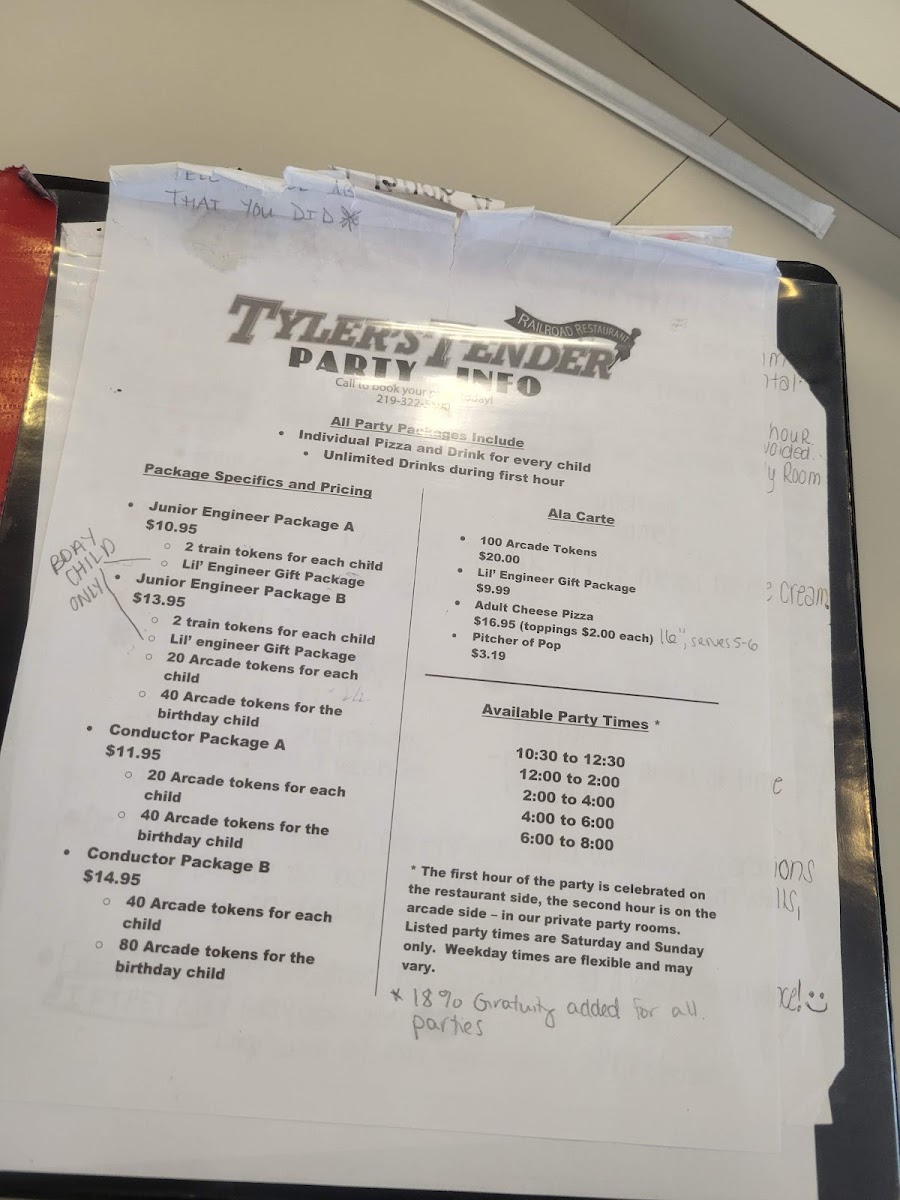 THAT YOU DID *
TYLER'S TENDER
RAILROAD RESTAURANT
PARTY INFO
Call to book your today!
219-322-
All Party Packages Include
• Individual Pizza and Drink for every child
• Unlimited Drinks during first hour
Package Specifics and Pricing
• Junior Engineer Package A
$10.95
○ 2 train tokens for each child
○ Lil' Engineer Gift Package
BDAY
CHILD
ONLY
• Junior Engineer Package B
$13.95
○ 2 train tokens for each child
○ Lil' engineer Gift Package
○ 20 Arcade tokens for each
child
○ 40 Arcade tokens for the
birthday child
• Conductor Package A
$11.95
○ 20 Arcade tokens for each
child
○ 40 Arcade tokens for the
birthday child
• Conductor Package B
$14.95
○ 40 Arcade tokens for each
child
○ 80 Arcade tokens for the
birthday child
Ala Carte
• 100 Arcade Tokens
$20.00
• Lil' Engineer Gift Package
$9.99
• Adult Cheese Pizza
$16.95 (toppings $2.00 each) 16", serves 5-6
• Pitcher of Pop
$3.19
Available Party Times *
10:30 to 12:30
12:00 to 2:00
2:00 to 4:00
4:00 to 6:00
6:00 to 8:00
* The first hour of the party is celebrated on
the restaurant side, the second hour is on the
arcade side – in our private party rooms.
Listed party times are Saturday and Sunday
only. Weekday times are flexible and may
vary.
* 18% Gratuity added for all
parties
hour
voided.
y Room
Cream